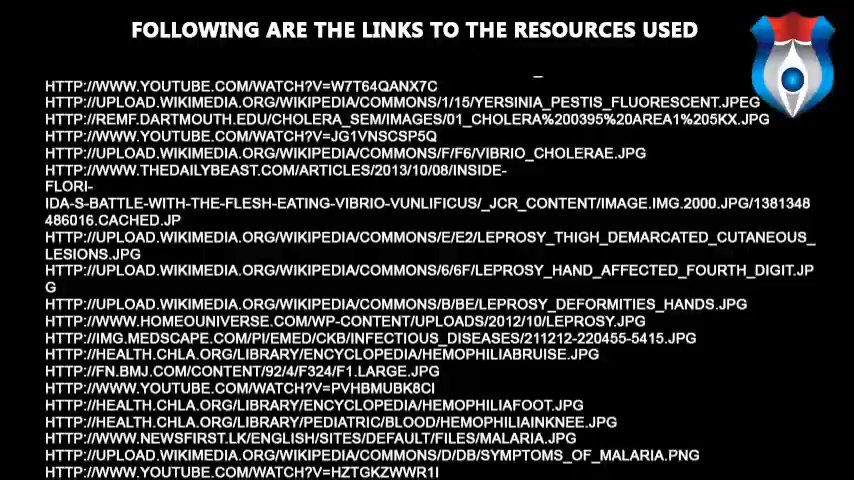 FOLLOWING ARE THE LINKS TO THE RESOURCES USED
_
HTTP://WWW.YOUTUBE.COM/WATCH?V=W7T64QANX7C
HTTP://UPLOAD.WIKIMEDIA.ORG/WIKIPEDIA/COMMONS/1/15/YERSINIA_PESTIS_FLUORESCENT.JPEG
HTTP://REMF.DARTMOUTH.EDU/CHOLERA_SEM/IMAGES/01_CHOLERA%200395%20AREA1%205KX.JPG
HTTP://WWW.YOUTUBE.COM/WATCH?V=JG1VNSCSP5Q
HTTP://UPLOAD.WIKIMEDIA.ORG/WIKIPEDIA/COMMONS/F/F6/VIBRIO_CHOLERAE.JPG
HTTP://WWW.THEDAILYBEAST.COM/ARTICLES/2013/10/08/INSIDE-
FLORI-
IDA-S-BATTLE-WITH-THE-FLESH-EATING-VIBRIO-VUNLIFICUS/_JCR_CONTENT/IMAGE.IMG.2000.JPG/1381348
486016.CACHED.JP
HTTP://UPLOAD.WIKIMEDIA.ORG/WIKIPEDIA/COMMONS/E/E2/LEPROSY_THIGH_DEMARCATED_CUTANEOUS_
LESIONS.JPG
HTTP://UPLOAD.WIKIMEDIA.ORG/WIKIPEDIA/COMMONS/6/6F/LEPROSY_HAND_AFFECTED_FOURTH_DIGIT.JP
G
HTTP://UPLOAD.WIKIMEDIA.ORG/WIKIPEDIA/COMMONS/B/BE/LEPROSY_DEFORMITIES_HANDS.JPG
HTTP://WWW.HOMEOUNIVERSE.COM/WP-CONTENT/UPLOADS/2012/10/LEPROSY.JPG
HTTP://IMG.MEDSCAPE.COM/PI/EMED/CKB/INFECTIOUS_DISEASES/211212-220455-5415.JPG
HTTP://HEALTH.CHLA.ORG/LIBRARY/ENCYCLOPEDIA/HEMOPHILIABRUISE.JPG
HTTP://FN.BMJ.COM/CONTENT/92/4/F324/F1.LARGE.JPG
HTTP://WWW.YOUTUBE.COM/WATCH?V=PVHBMUBK8CI
HTTP://HEALTH.CHLA.ORG/LIBRARY/ENCYCLOPEDIA/HEMOPHILIAFOOT.JPG
HTTP://HEALTH.CHLA.ORG/LIBRARY/PEDIATRIC/BLOOD/HEMOPHILIAINKNEE.JPG
HTTP://WWW.NEWSFIRST.LK/ENGLISH/SITES/DEFAULT/FILES/MALARIA.JPG
HTTP://UPLOAD.WIKIMEDIA.ORG/WIKIPEDIA/COMMONS/D/DB/SYMPTOMS_OF_MALARIA.PNG
HTTP://WWW.YOUTUBE.COM/WATCH?V=HZTGKZWWR1I